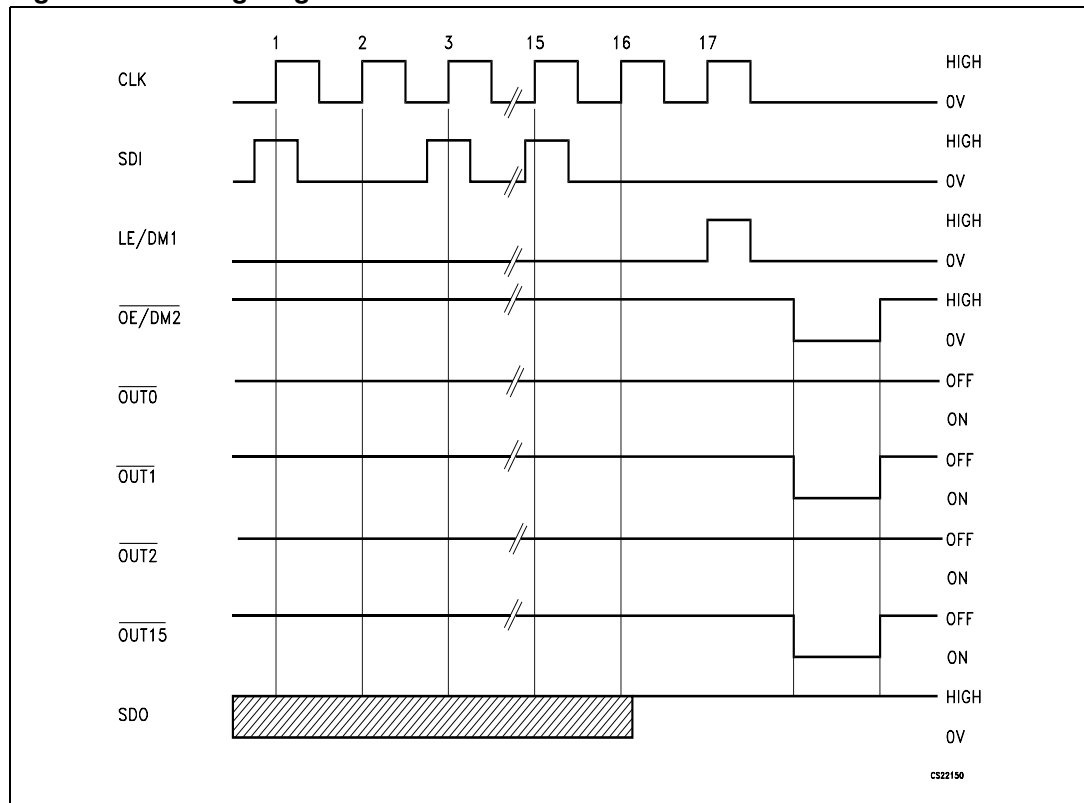 1 2 3 15 16 17
CLK
HIGH
0V
SDI
HIGH
0V
LE/DM1
HIGH
0V
OE/DM2
HIGH
0V
OUT0
OFF
ON
OUT1
OFF
ON
OUT2
OFF
ON
OUT15
OFF
ON
SDO
HIGH
0V
CS22150